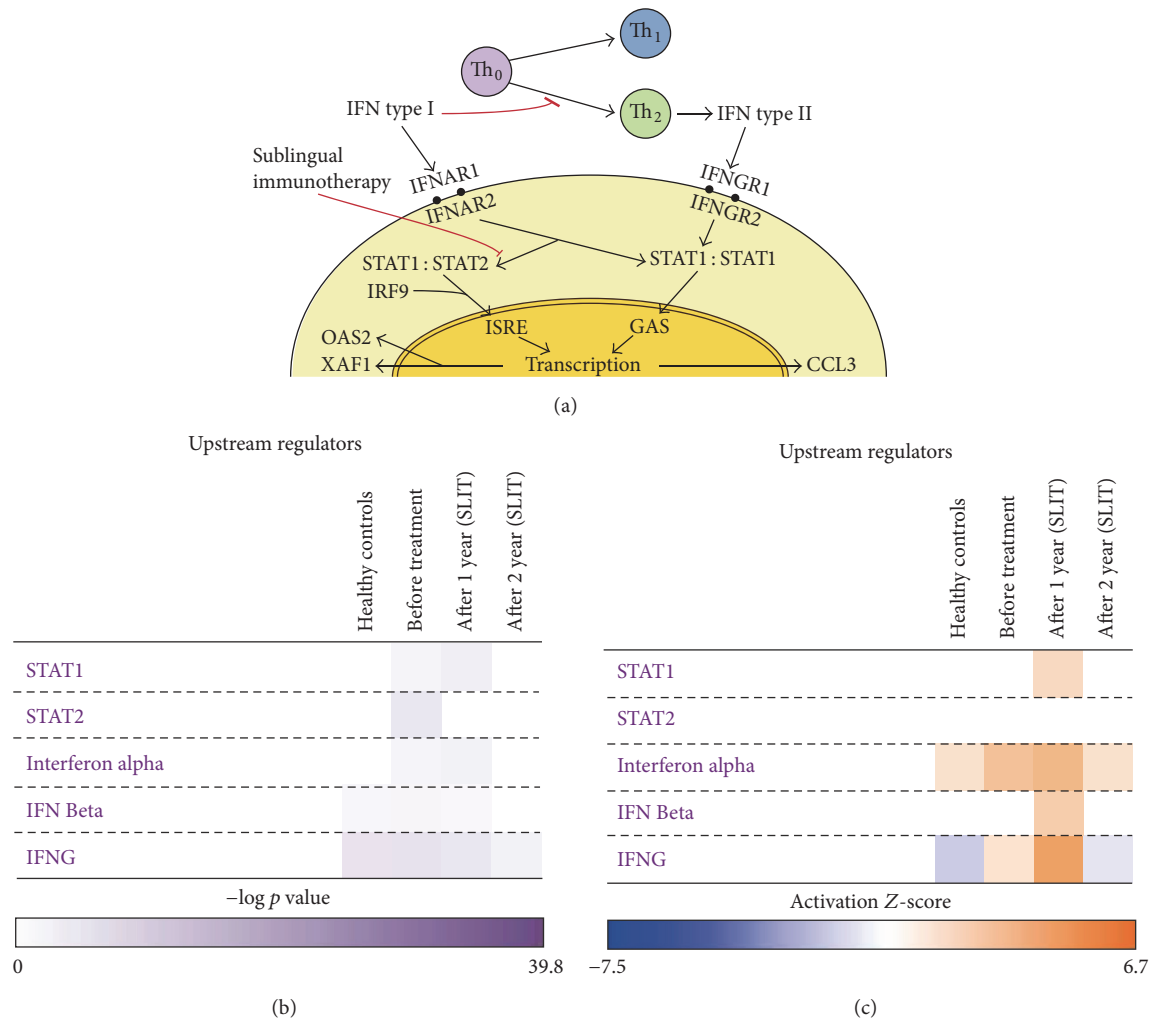 Th1
Th0
Th2
IFN type I
IFN type II
Sublingual
immunotherapy
IFNAR1
IFNAR2
IFNGR1
IFNGR2
STAT1 : STAT2
STAT1 : STAT1
IRF9
ISRE
GAS
OAS2
XAF1
Transcription
CCL3
(a)
Upstream regulators
Healthy controls
Before treatment
After 1 year (SLIT)
After 2 year (SLIT)
STAT1
STAT2
Interferon alpha
IFN Beta
IFNG
−log p value
0
39.8
(b)
Upstream regulators
Healthy controls
Before treatment
After 1 year (SLIT)
After 2 year (SLIT)
STAT1
STAT2
Interferon alpha
IFN Beta
IFNG
Activation Z-score
−7.5
6.7
(c)